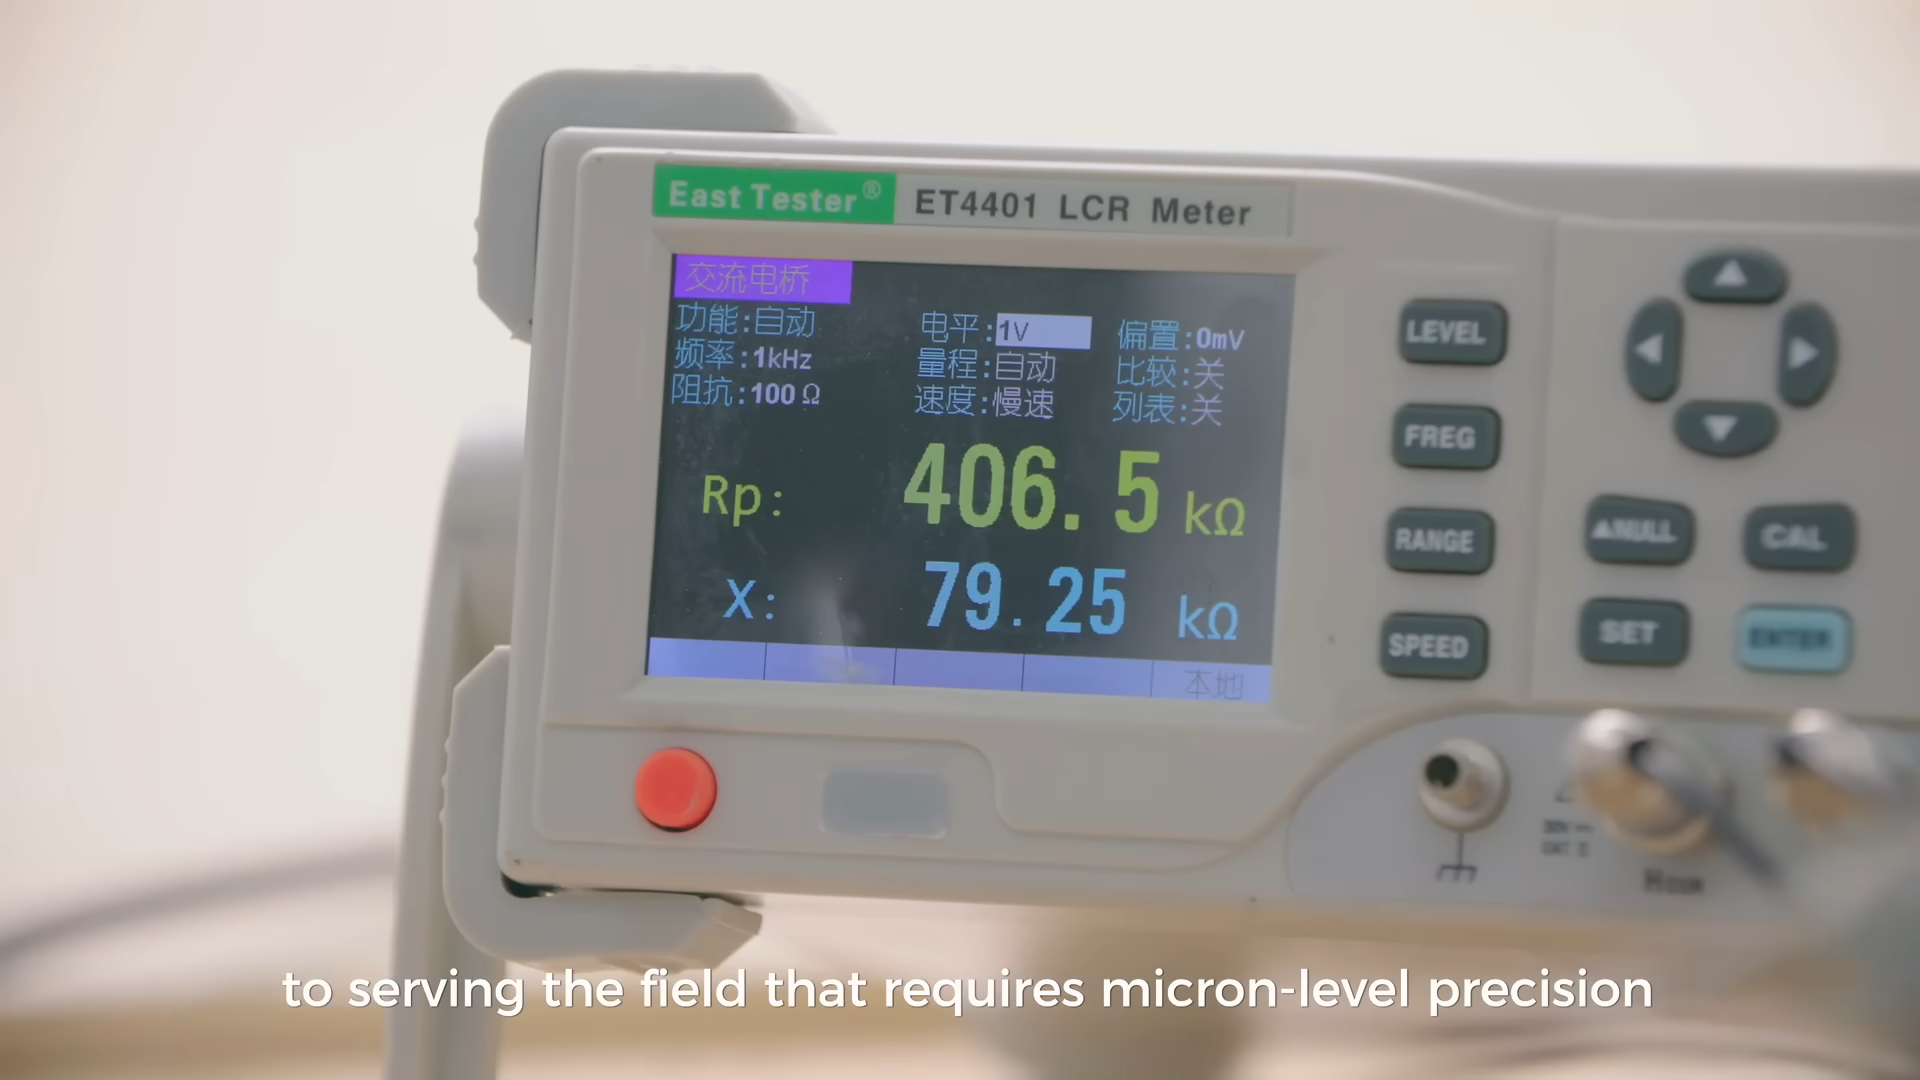 East Tester® ET4401 LCR Meter
交流电桥
功能:自动 电平:1V 偏置:0mV
频率:1kHz 量程:自动 比较:关
阻抗:100 Ω 速度:慢速 列表:关
Rp: 406.5 kΩ
X: 79.25 kΩ
本地
LEVEL
FREG
RANGE
SPEED
▲NULL CAL
SET ENTER
to serving the field that requires micron-level precision